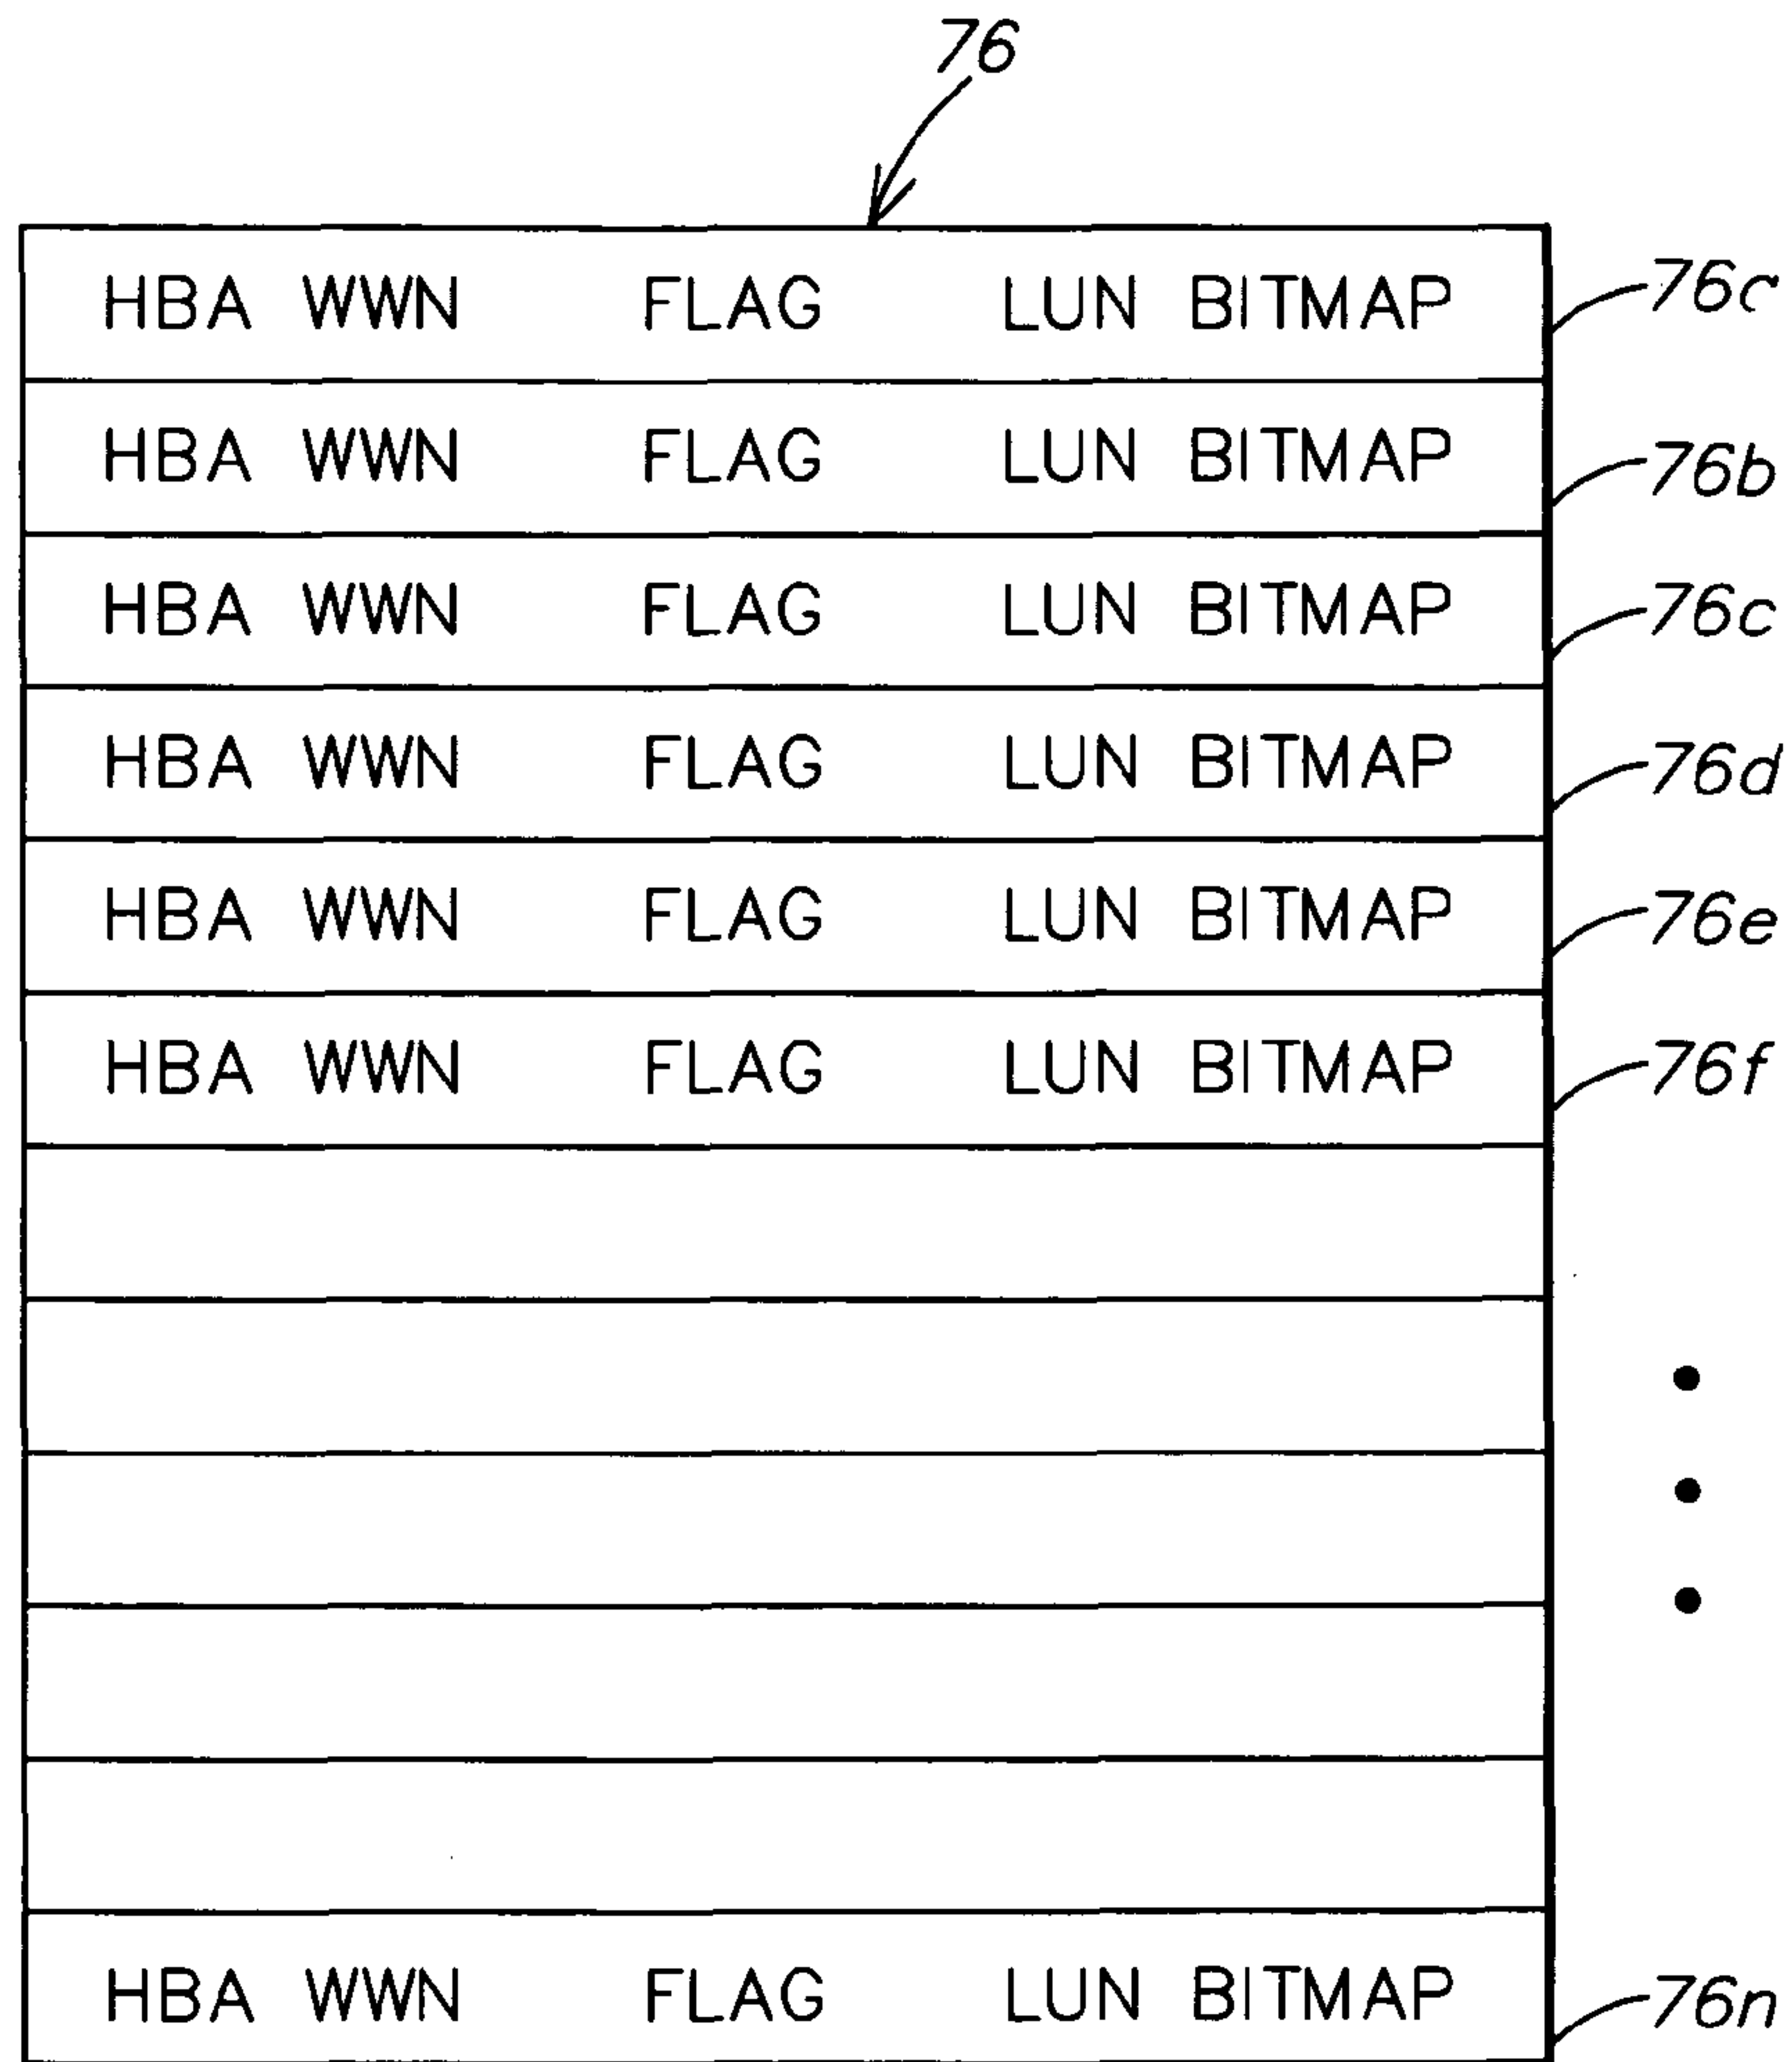 76
HBA WWN FLAG LUN BITMAP 76c
HBA WWN FLAG LUN BITMAP 76b
HBA WWN FLAG LUN BITMAP 76c
HBA WWN FLAG LUN BITMAP 76d
HBA WWN FLAG LUN BITMAP 76e
HBA WWN FLAG LUN BITMAP 76f
HBA WWN FLAG LUN BITMAP 76n